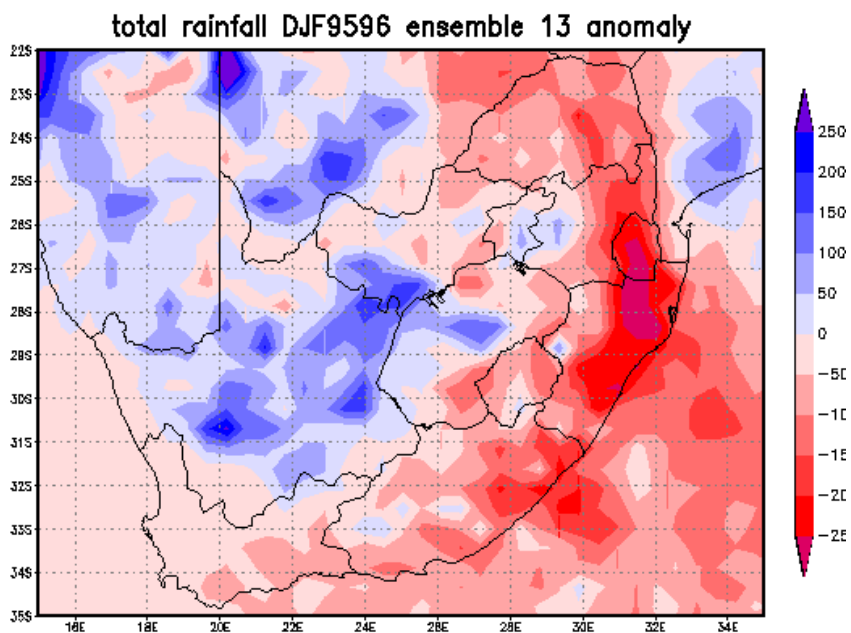 total rainfall DJF9596 ensemble 13 anomaly
22S
23S
24S
25S
26S
27S
28S
29S
30S
31S
32S
33S
34S
35S
16E 18E 20E 22E 24E 26E 28E 30E 32E 34E
250
200
150
100
50
0
-50
-10
-15
-20
-25